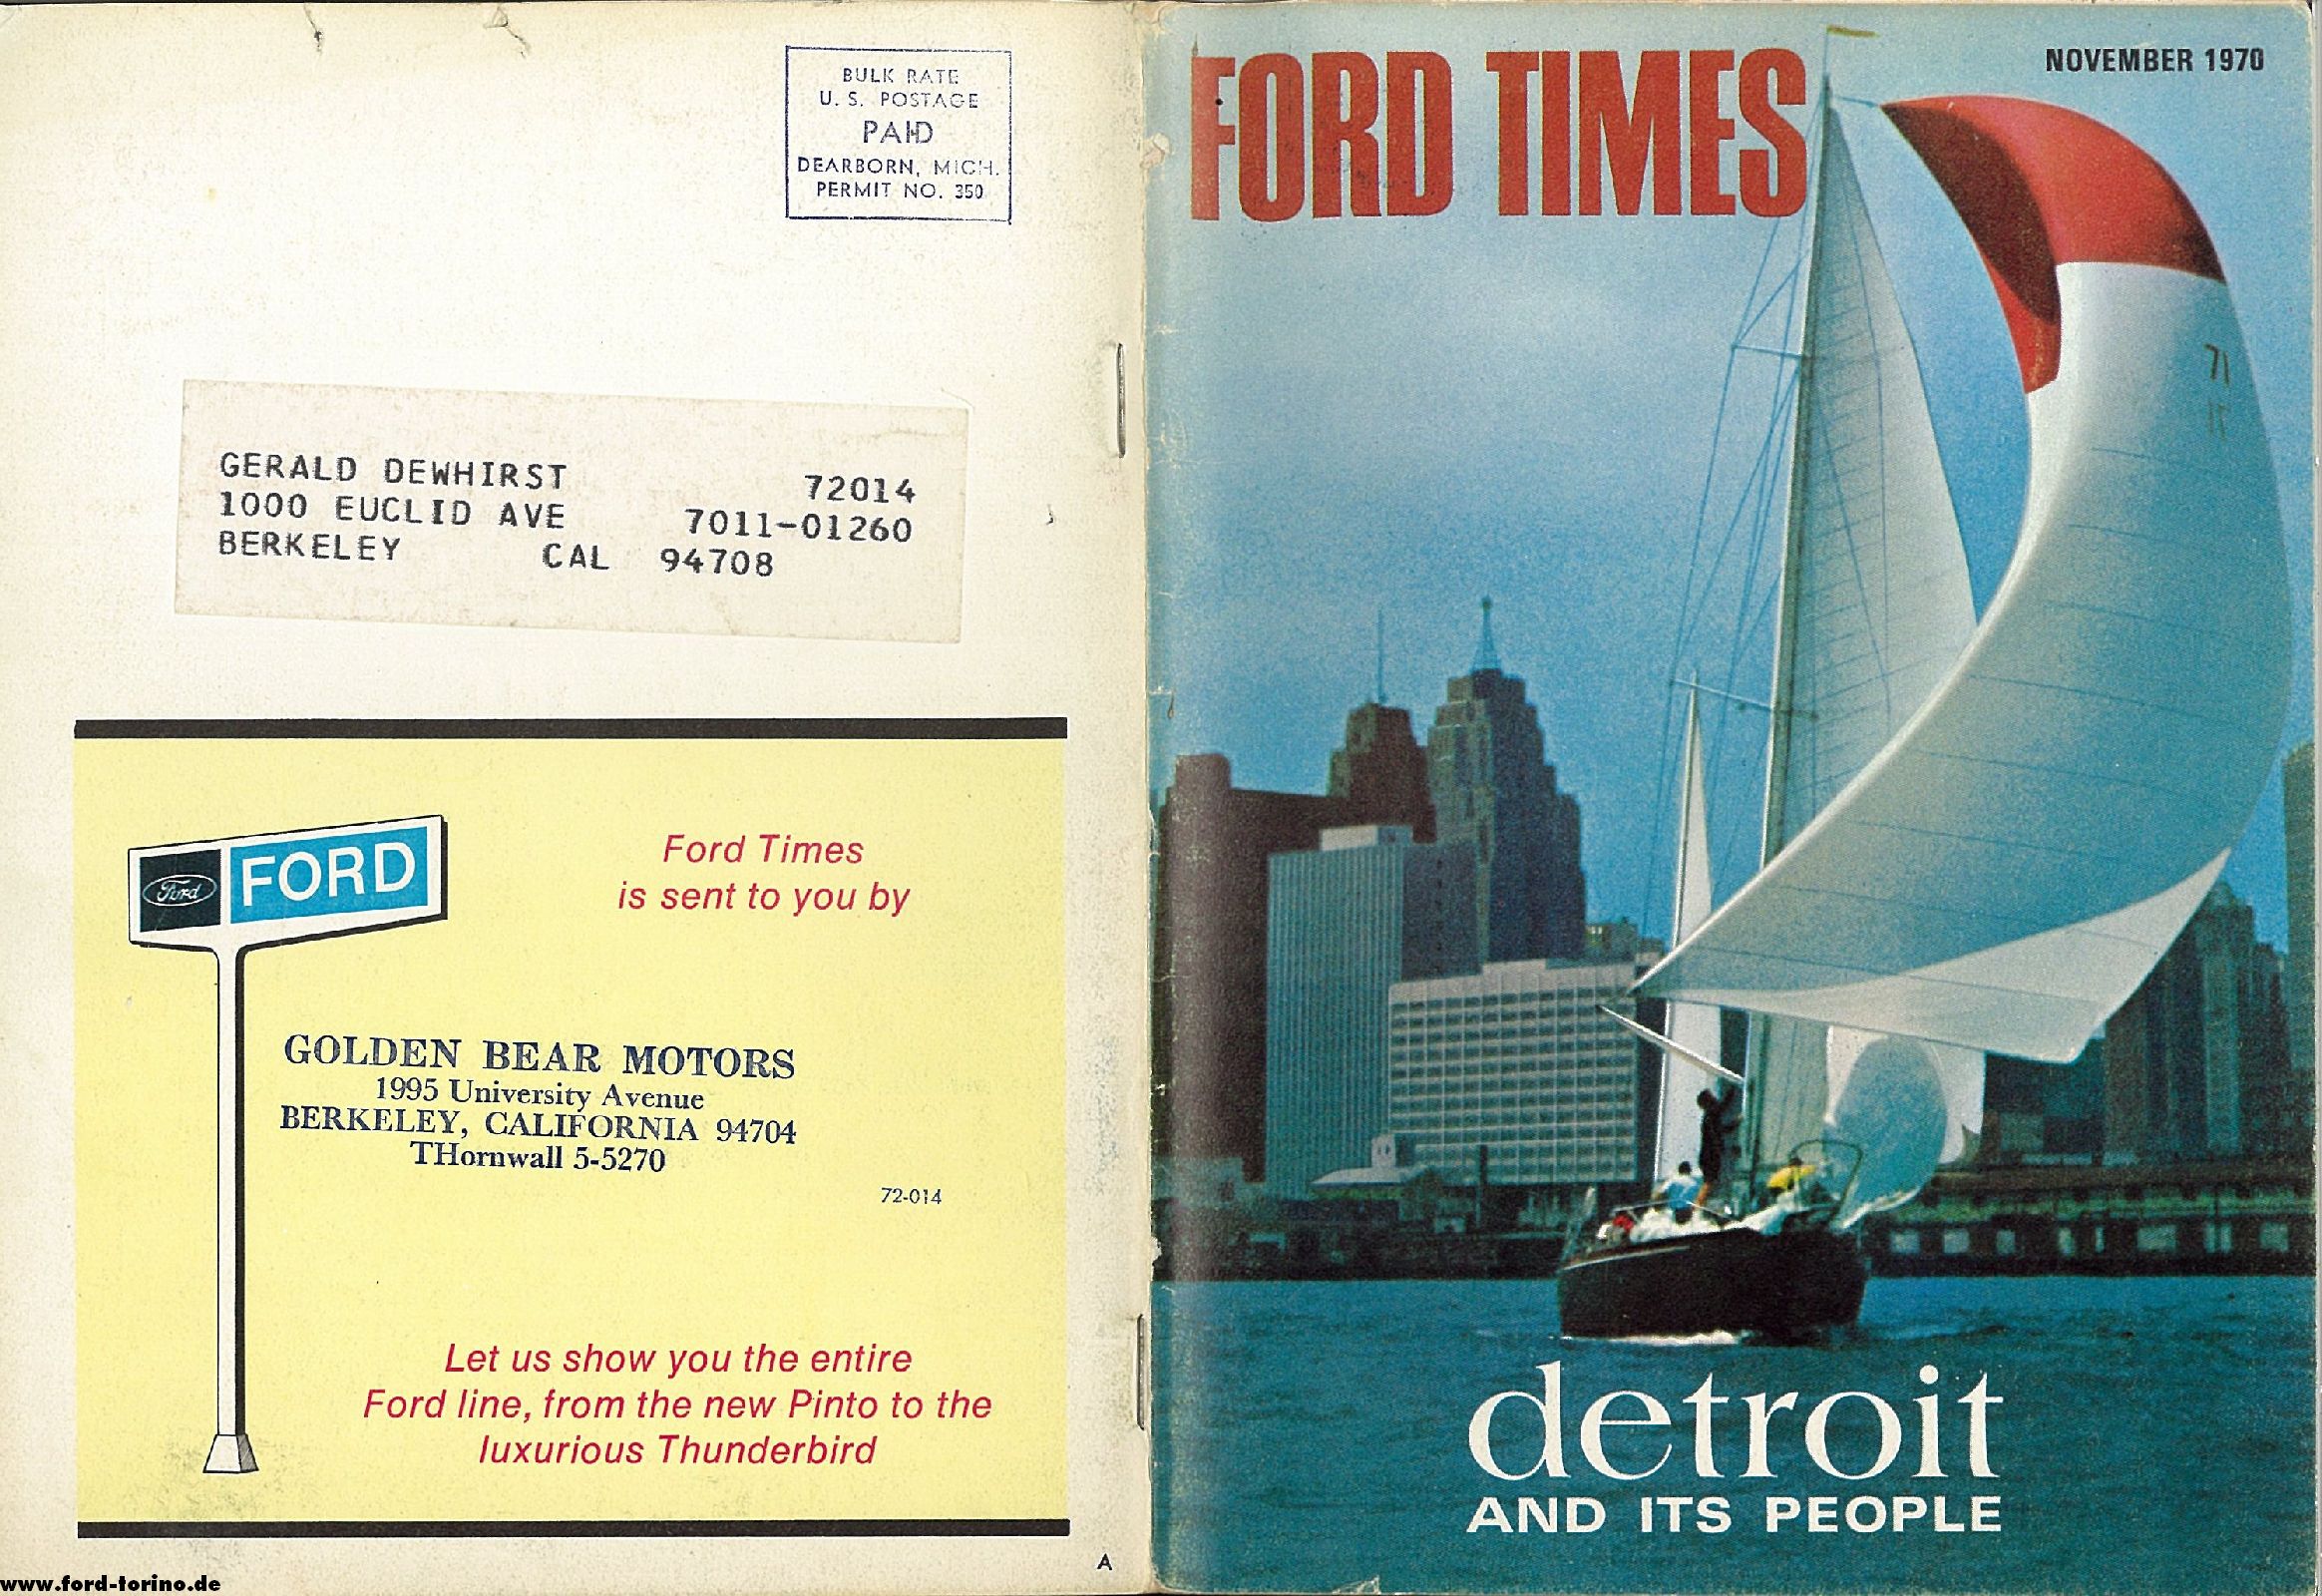 BULK RATE
U. S. POSTAGE
PAID
DEARBORN, MICH.
PERMIT NO. 350
GERALD DEWHIRST 72014
1000 EUCLID AVE 7011-01260
BERKELEY CAL 94708
Ford FORD
Ford Times
is sent to you by
GOLDEN BEAR MOTORS
1995 University Avenue
BERKELEY, CALIFORNIA 94704
THornwall 5-5270
72-014
Let us show you the entire
Ford line, from the new Pinto to the
luxurious Thunderbird
A
www.ford-torino.de
NOVEMBER 1970
FORD TIMES
71
detroit
AND ITS PEOPLE